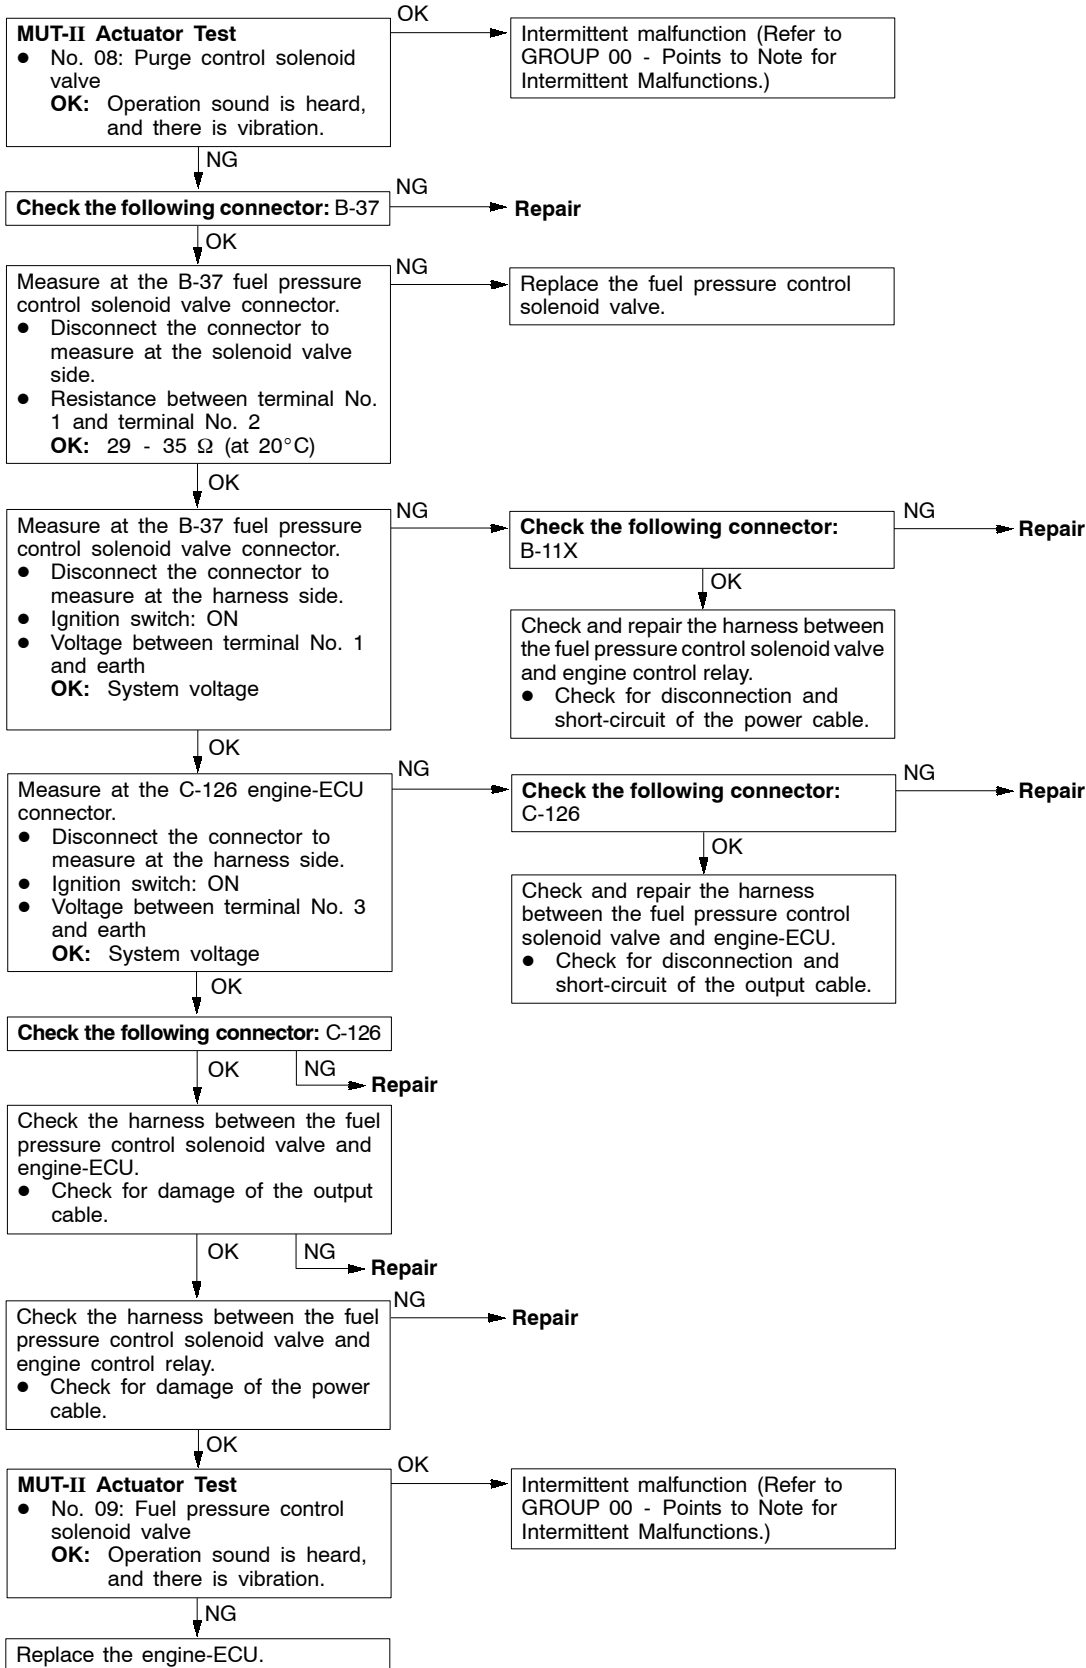 MUT-II Actuator Test
● No. 08: Purge control solenoid
valve
OK: Operation sound is heard,
and there is vibration.
OK
Intermittent malfunction (Refer to
GROUP 00 - Points to Note for
Intermittent Malfunctions.)
NG
Check the following connector: B-37
NG
Repair
OK
Measure at the B-37 fuel pressure
control solenoid valve connector.
● Disconnect the connector to
measure at the solenoid valve
side.
● Resistance between terminal No.
1 and terminal No. 2
OK: 29 - 35 Ω (at 20°C)
NG
Replace the fuel pressure control
solenoid valve.
OK
Measure at the B-37 fuel pressure
control solenoid valve connector.
● Disconnect the connector to
measure at the harness side.
● Ignition switch: ON
● Voltage between terminal No. 1
and earth
OK: System voltage
NG
Check the following connector:
B-11X
NG
Repair
OK
Check and repair the harness between
the fuel pressure control solenoid valve
and engine control relay.
● Check for disconnection and
short-circuit of the power cable.
OK
Measure at the C-126 engine-ECU
connector.
● Disconnect the connector to
measure at the harness side.
● Ignition switch: ON
● Voltage between terminal No. 3
and earth
OK: System voltage
NG
Check the following connector:
C-126
NG
Repair
OK
Check and repair the harness
between the fuel pressure control
solenoid valve and engine-ECU.
● Check for disconnection and
short-circuit of the output cable.
OK
Check the following connector: C-126
OK
NG
Repair
Check the harness between the fuel
pressure control solenoid valve and
engine-ECU.
● Check for damage of the output
cable.
OK
NG
Repair
Check the harness between the fuel
pressure control solenoid valve and
engine control relay.
● Check for damage of the power
cable.
NG
Repair
OK
MUT-II Actuator Test
● No. 09: Fuel pressure control
solenoid valve
OK: Operation sound is heard,
and there is vibration.
OK
Intermittent malfunction (Refer to
GROUP 00 - Points to Note for
Intermittent Malfunctions.)
NG
Replace the engine-ECU.